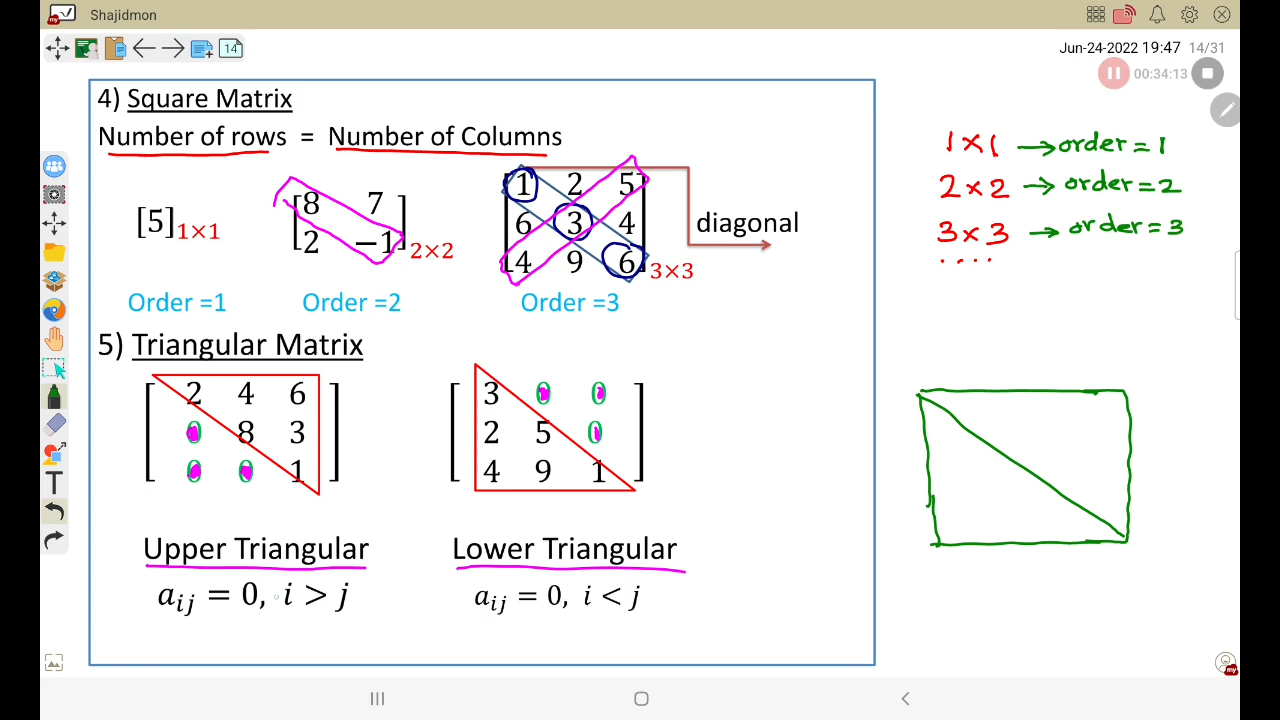 Shajidmon
14
Jun-24-2022 19:47 14/31
00:34:13
4) Square Matrix
Number of rows = Number of Columns
[5]1×1
8 7
2 −1
2×2
1 2 5
6 3 4
4 9 6
3×3
diagonal
Order =1 Order =2 Order =3
5) Triangular Matrix
2 4 6
0 8 3
0 0 1
3 0 0
2 5 0
4 9 1
Upper Triangular Lower Triangular
aij = 0, i > j aij = 0, i < j
1 × 1 → order = 1
2 × 2 → order = 2
3 × 3 → order = 3
. . . .